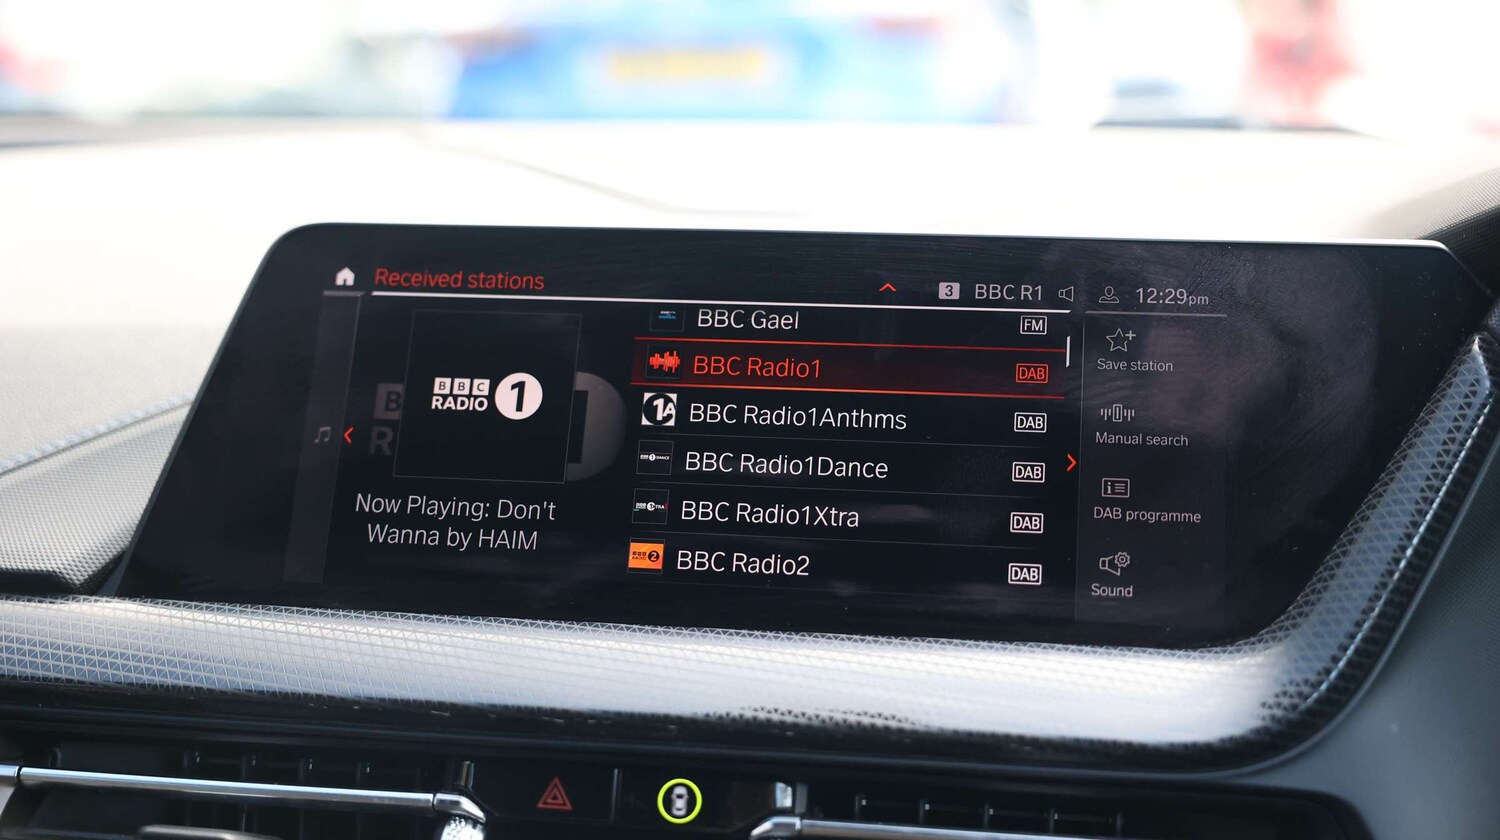 Received stations
3 BBC R1
12:29pm
BBC Gael FM
BBC Radio1 DAB
1A BBC Radio1Anthms DAB
BBC Radio1Dance DAB
BBC Radio1Xtra DAB
BBC Radio2 DAB
BBC
RADIO 1
Now Playing: Don't
Wanna by HAIM
Save station
Manual search
DAB programme
Sound